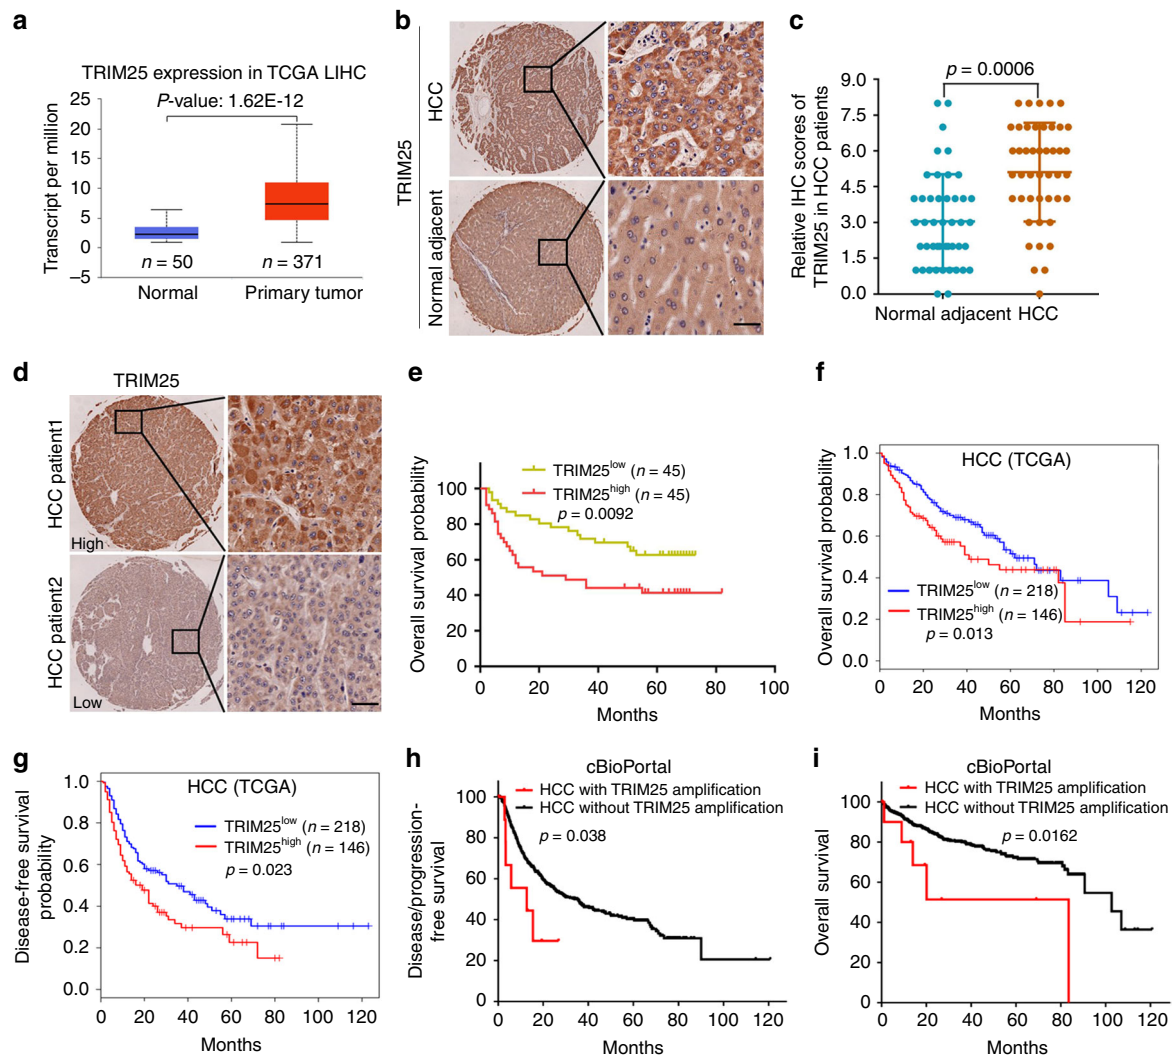 a
TRIM25 expression in TCGA LIHC
P-value: 1.62E-12
Transcript per million
25
20
15
10
5
0
–5
n = 50
n = 371
Normal
Primary tumor
b
TRIM25
HCC
Normal adjacent
c
p = 0.0006
Relative IHC scores of
TRIM25 in HCC patients
9.0
7.5
6.0
4.5
3.0
1.5
0.0
Normal adjacent HCC
d
TRIM25
HCC patient1
High
HCC patient2
Low
e
TRIM25low (n = 45)
TRIM25high (n = 45)
p = 0.0092
Overall survival probability
100
80
60
40
20
0
0 20 40 60 80 100
Months
f
HCC (TCGA)
Overall survival probability
1.0
0.8
0.6
0.4
0.2
0.0
TRIM25low (n = 218)
TRIM25high (n = 146)
p = 0.013
0 20 40 60 80 100 120
Months
g
HCC (TCGA)
TRIM25low (n = 218)
TRIM25high (n = 146)
p = 0.023
Disease-free survival
probability
1.0
0.8
0.6
0.4
0.2
0.0
0 20 40 60 80 100 120
Months
h
cBioPortal
HCC with TRIM25 amplification
HCC without TRIM25 amplification
p = 0.038
Disease/progression-
free survival
100
80
60
40
20
0
0 20 40 60 80 100 120
Months
i
cBioPortal
HCC with TRIM25 amplification
HCC without TRIM25 amplification
p = 0.0162
Overall survival
100
80
60
40
20
0
0 20 40 60 80 100 120
Months